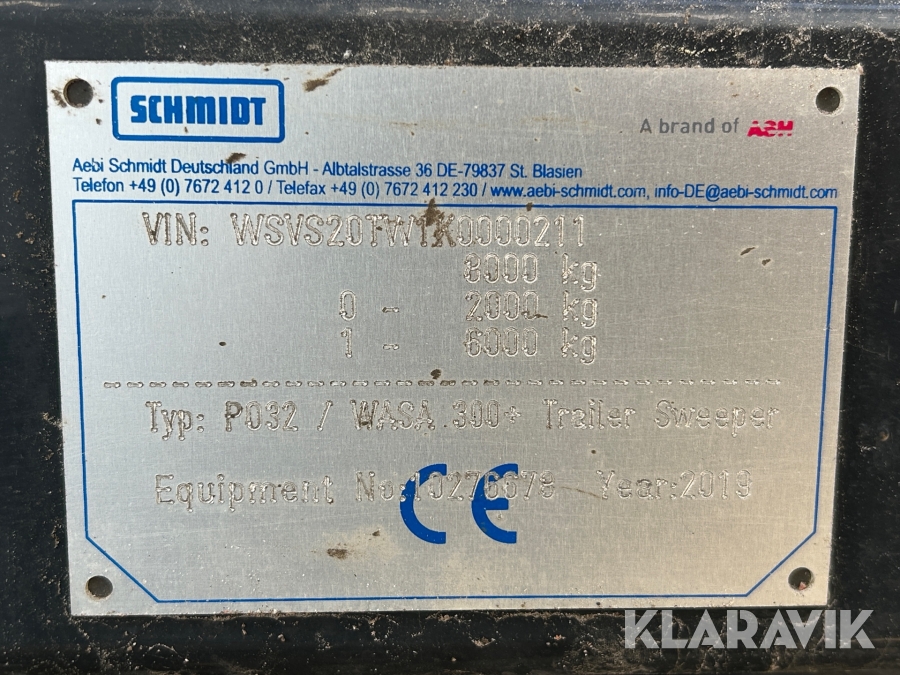 SCHMIDT
A brand of ASH
Aebi Schmidt Deutschland GmbH - Albtalstrasse 36 DE-79837 St. Blasien
Telefon +49 (0) 7672 412 0 / Telefax +49 (0) 7672 412 230 / www.aebi-schmidt.com, info-DE@aebi-schmidt.com
VIN: WSVS20TW1K0000211
8000 kg
0 - 2000 kg
1 - 6000 kg
Typ: P032 / WASA 300+ Trailer Sweeper
Equipment No: Year:2019
CE
KLARAVIK